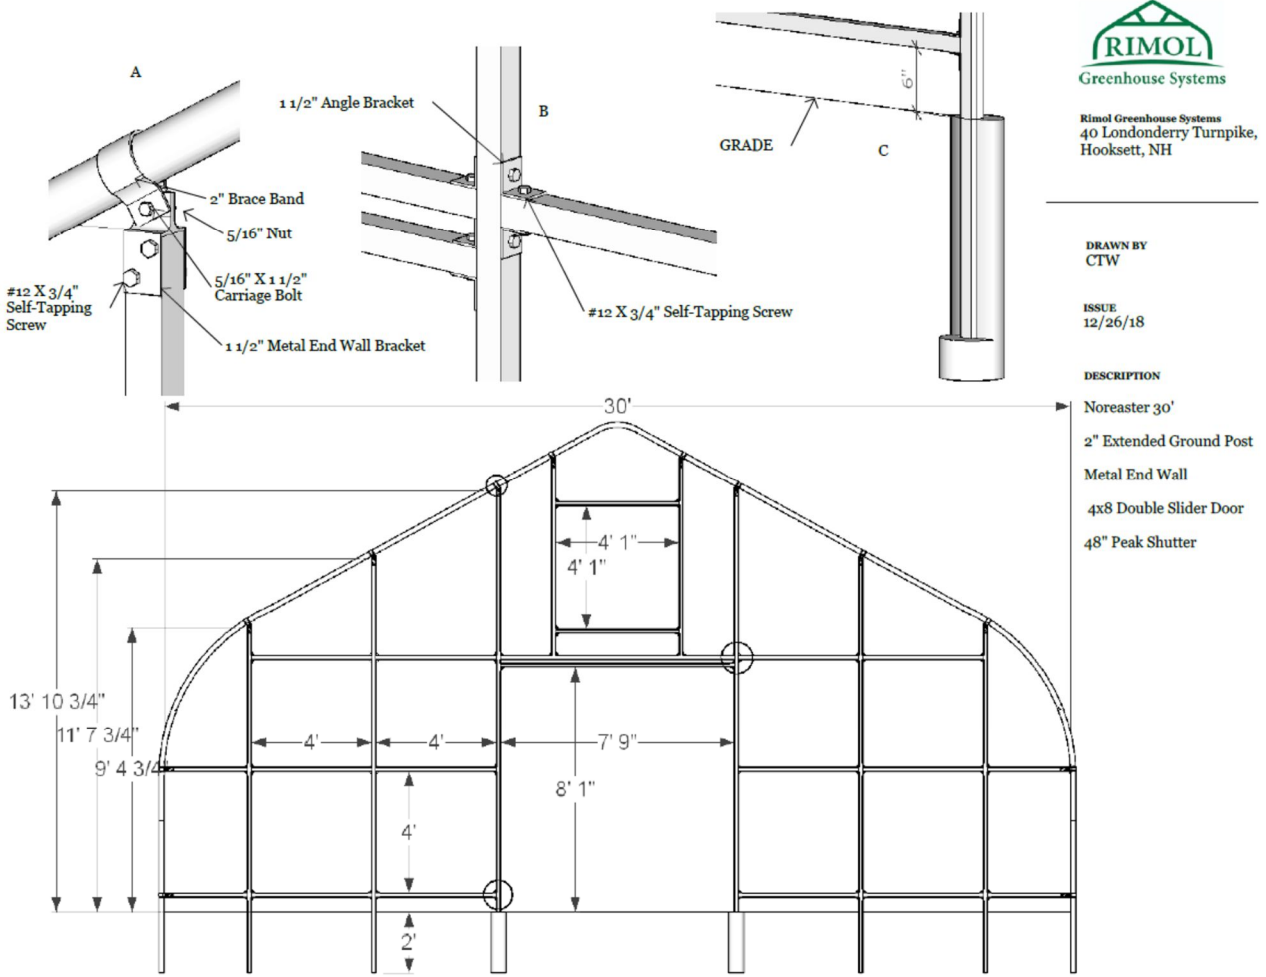 A
1 1/2" Angle Bracket
B
2" Brace Band
5/16" Nut
5/16" X 1 1/2"
Carriage Bolt
#12 X 3/4"
Self-Tapping
Screw
1 1/2" Metal End Wall Bracket
#12 X 3/4" Self-Tapping Screw
6"
GRADE
C
RIMOL
Greenhouse Systems
Rimol Greenhouse Systems
40 Londonderry Turnpike,
Hooksett, NH
DRAWN BY
CTW
ISSUE
12/26/18
DESCRIPTION
Noreaster 30'
2" Extended Ground Post
Metal End Wall
4x8 Double Slider Door
48" Peak Shutter
30'
4' 1"
4' 1"
13' 10 3/4"
11' 7 3/4"
9' 4 3/4"
4'
4'
7' 9"
8' 1"
4'
2'